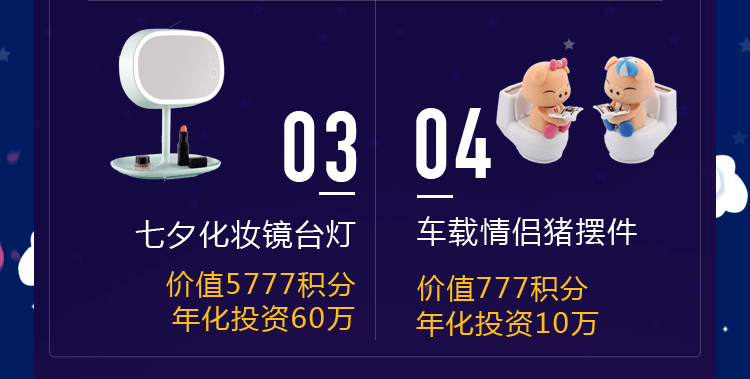 03
七夕化妆镜台灯
价值5777积分
年化投资60万
04
车载情侣猪摆件
价值777积分
年化投资10万